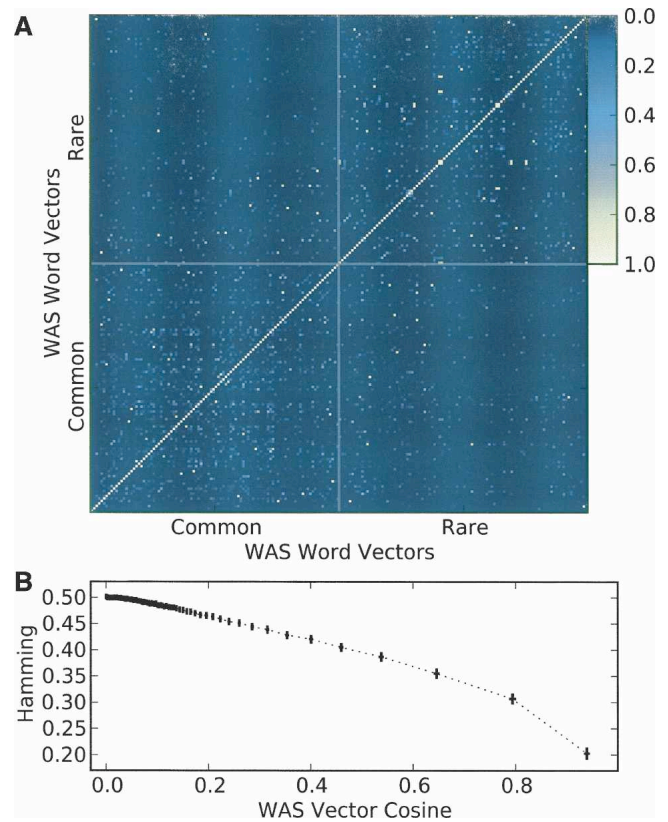 A
Rare
WAS Word Vectors
Common
0.0
0.2
0.4
0.6
0.8
1.0
Common Rare
WAS Word Vectors
B
Hamming
0.50
0.45
0.40
0.35
0.30
0.25
0.20
0.0 0.2 0.4 0.6 0.8
WAS Vector Cosine